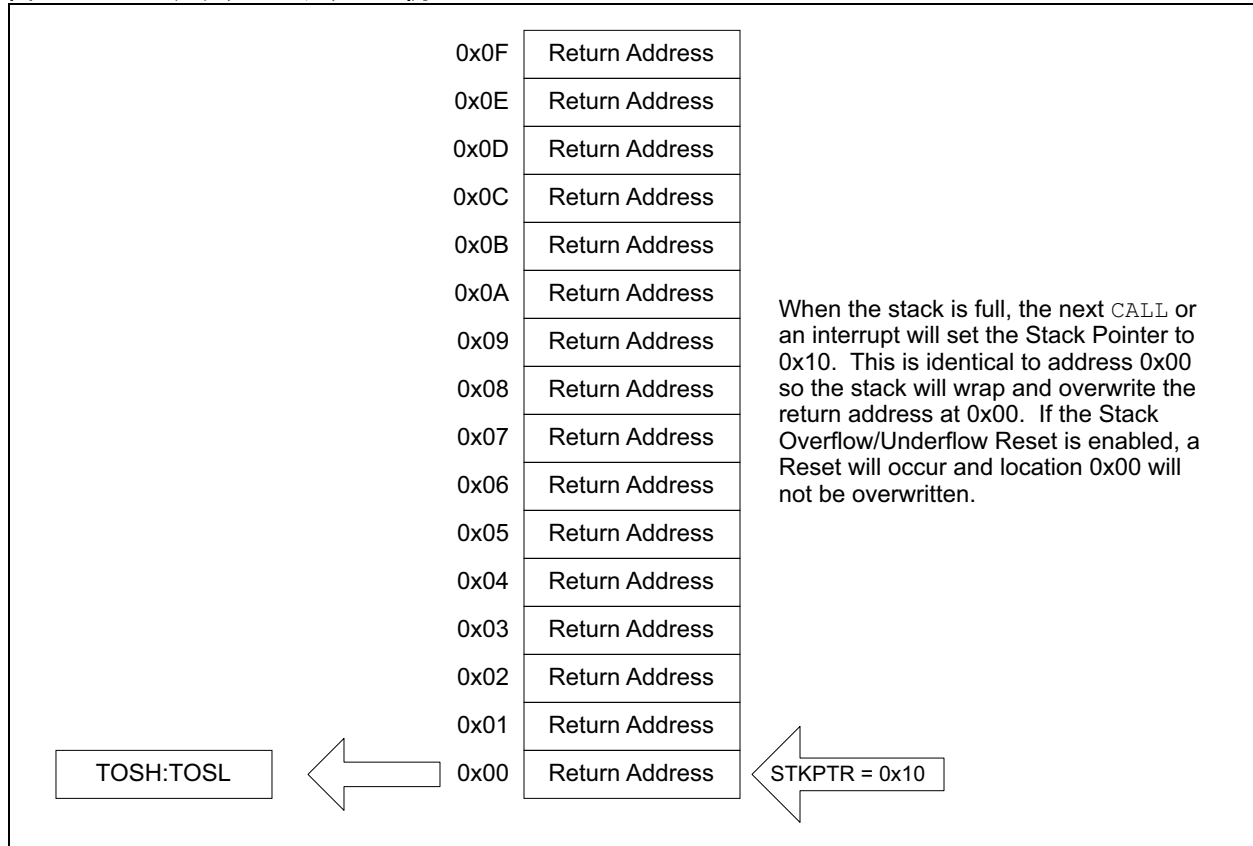 0x0F Return Address
0x0E Return Address
0x0D Return Address
0x0C Return Address
0x0B Return Address
0x0A Return Address
0x09 Return Address
0x08 Return Address
0x07 Return Address
0x06 Return Address
0x05 Return Address
0x04 Return Address
0x03 Return Address
0x02 Return Address
0x01 Return Address
TOSH:TOSL 0x00 Return Address STKPTR = 0x10
When the stack is full, the next CALL or
an interrupt will set the Stack Pointer to
0x10. This is identical to address 0x00
so the stack will wrap and overwrite the
return address at 0x00. If the Stack
Overflow/Underflow Reset is enabled, a
Reset will occur and location 0x00 will
not be overwritten.